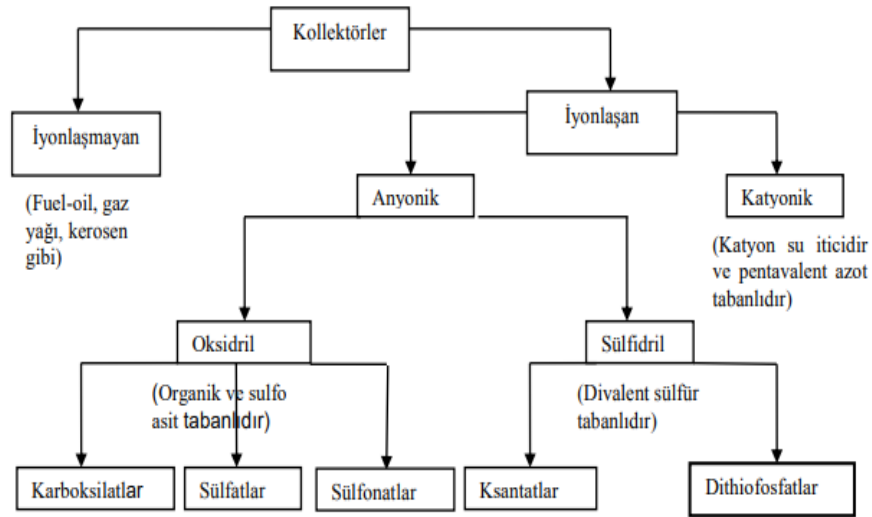 Kollektörler
İyonlaşmayan
İyonlaşan
(Fuel-oil, gaz
yağı, kerosen
gibi)
Anyonik
Katyonik
(Katyon su iticidir
ve pentavalent azot
tabanlıdır)
Oksidril
Sülfidril
(Organik ve sulfo
asit tabanlıdır)
(Divalent sülfür
tabanlıdır)
Karboksilatlar
Sülfatlar
Sülfonatlar
Ksantatlar
Dithiofosfatlar